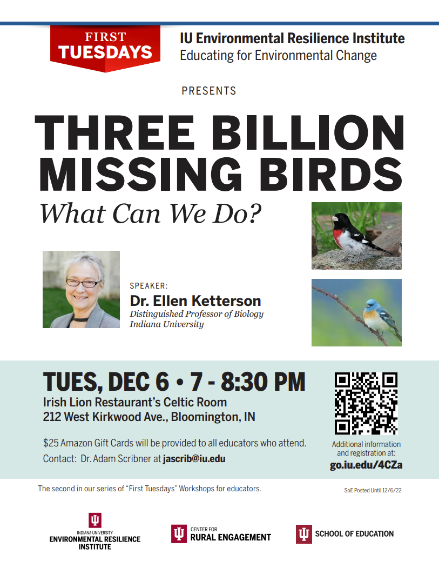 FIRST
TUESDAYS
IU Environmental Resilience Institute
Educating for Environmental Change
PRESENTS
THREE BILLION
MISSING BIRDS
What Can We Do?
SPEAKER:
Dr. Ellen Ketterson
Distinguished Professor of Biology
Indiana University
TUES, DEC 6 • 7 - 8:30 PM
Irish Lion Restaurant's Celtic Room
212 West Kirkwood Ave., Bloomington, IN
$25 Amazon Gift Cards will be provided to all educators who attend.
Contact: Dr. Adam Scribner at jascrib@iu.edu
Additional information
and registration at:
go.iu.edu/4CZa
The second in our series of "First Tuesdays" Workshops for educators.
SoE Posted Until 12/6/22
INDIANA UNIVERSITY
ENVIRONMENTAL RESILIENCE
INSTITUTE
CENTER FOR
RURAL ENGAGEMENT
SCHOOL OF EDUCATION